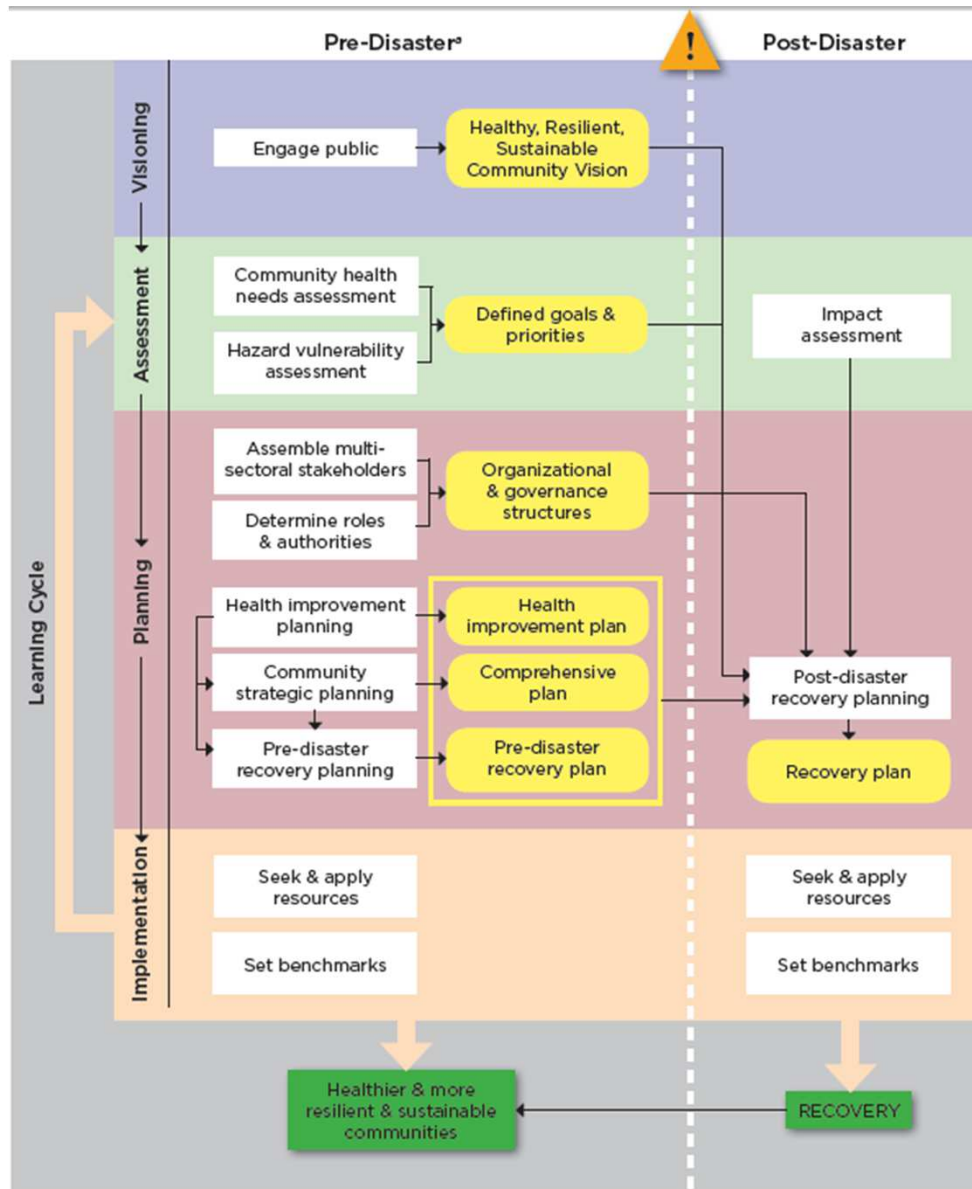 Pre-Disasterᵃ
!
Post-Disaster
Visioning
Engage public
Healthy, Resilient,
Sustainable
Community Vision
Assessment
Community health
needs assessment
Hazard vulnerability
assessment
Defined goals &
priorities
Impact
assessment
Learning Cycle
Planning
Assemble multi-
sectoral stakeholders
Determine roles
& authorities
Organizational
& governance
structures
Health improvement
planning
Health
improvement plan
Community
strategic planning
Comprehensive
plan
Pre-disaster
recovery planning
Pre-disaster
recovery plan
Post-disaster
recovery planning
Recovery plan
Implementation
Seek & apply
resources
Set benchmarks
Seek & apply
resources
Set benchmarks
Healthier & more
resilient & sustainable
communities
RECOVERY